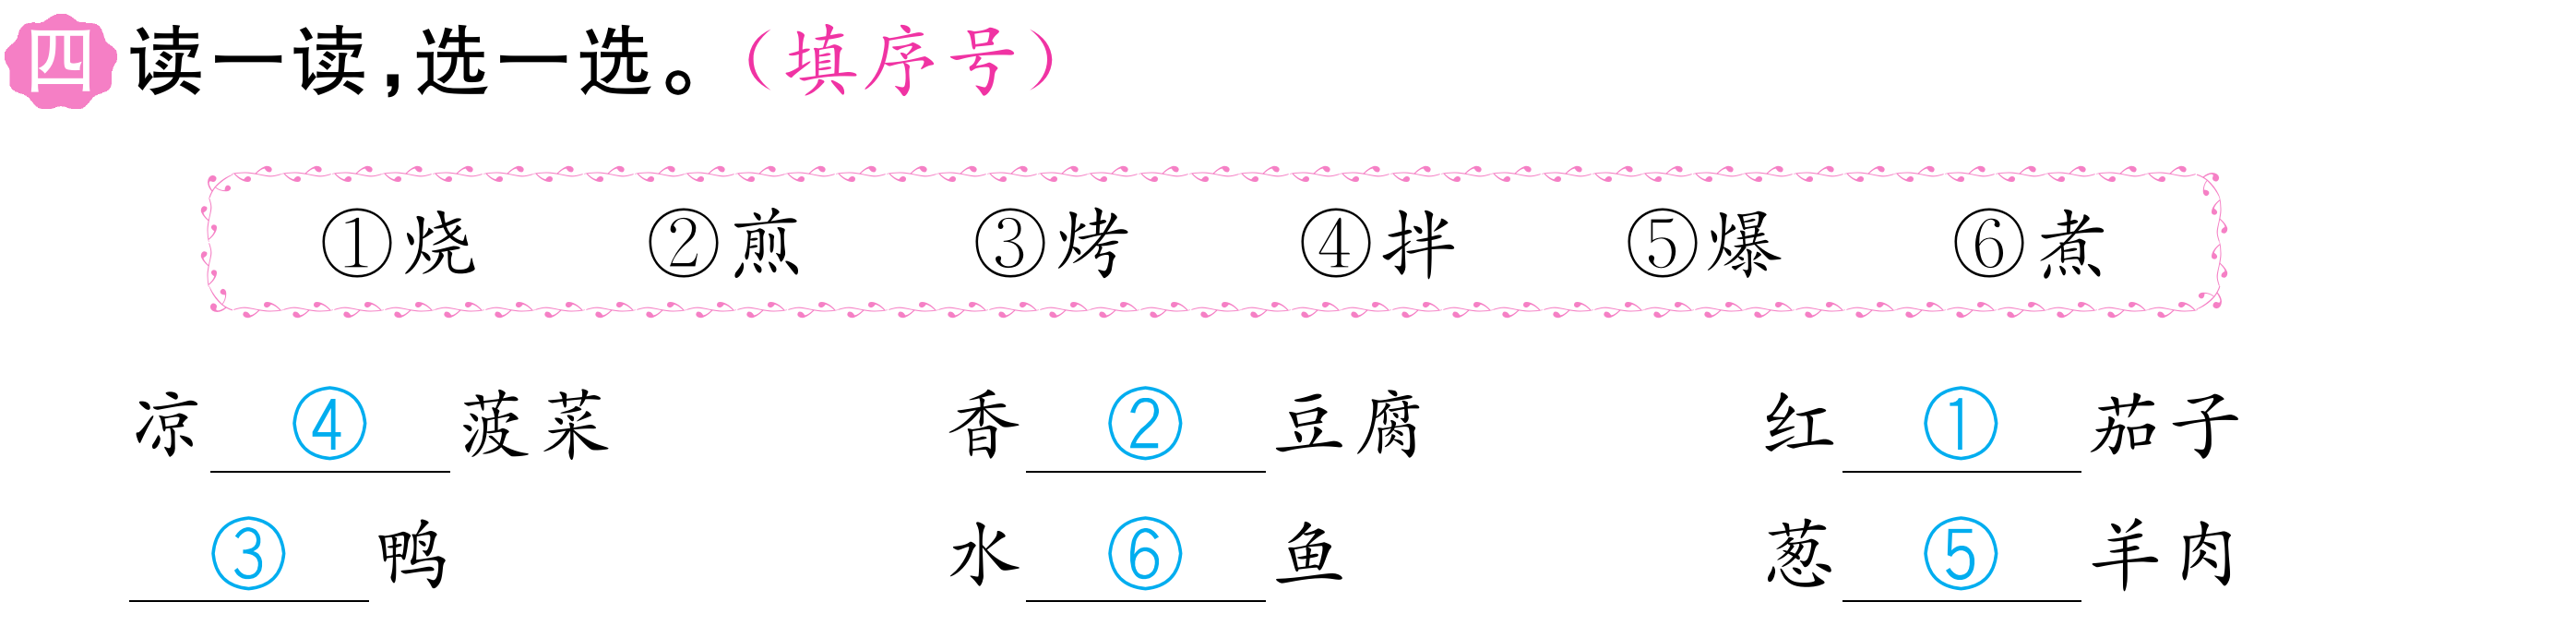 四 读一读,选一选。(填序号)
①烧 ②煎 ③烤 ④拌 ⑤爆 ⑥煮
凉 ④ 菠菜 香 ② 豆腐 红 ① 茄子
③ 鸭 水 ⑥ 鱼 葱 ⑤ 羊肉